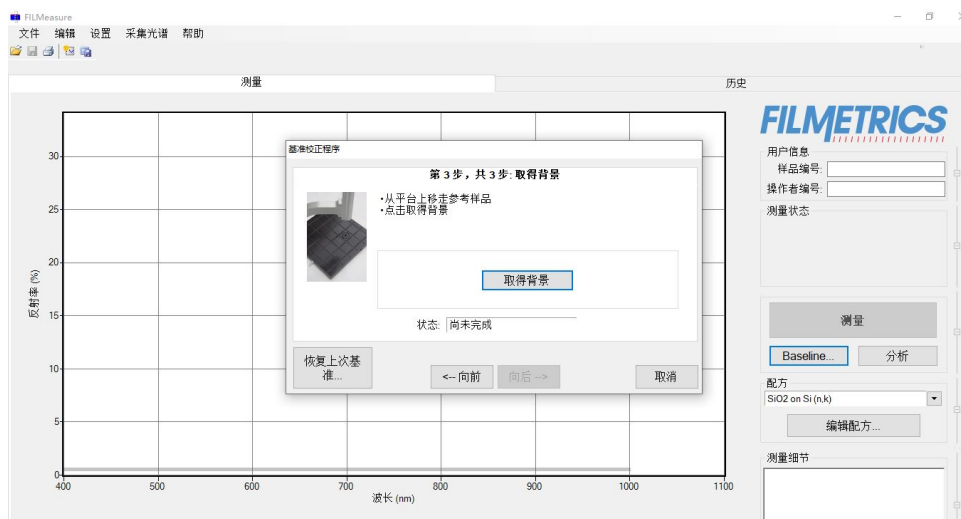 FILMeasure
文件 编辑 设置 采集光谱 帮助
测量
历史
FILMETRICS
用户信息
样品编号:
操作者编号:
测量状态
测量
Baseline...
分析
配方
SiO2 on Si (n,k)
编辑配方...
测量细节
基准校正程序
第 3 步，共 3 步: 取得背景
•从平台上移走参考样品
•点击取得背景
取得背景
状态: 尚未完成
恢复上次基
准...
<-- 向前
向后 -->
取消
反射率 (%)
30
25
20
15
10
5
0
400 500 600 700 800 900 1000 1100
波长 (nm)